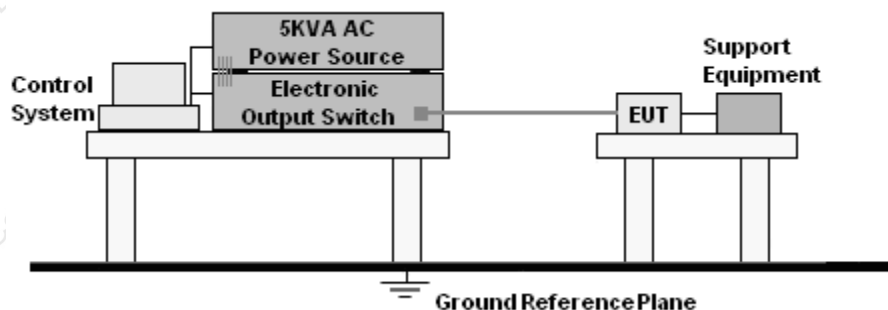 5KVA AC
Power Source
Electronic
Output Switch
Control
System
EUT
Support
Equipment
Ground Reference Plane